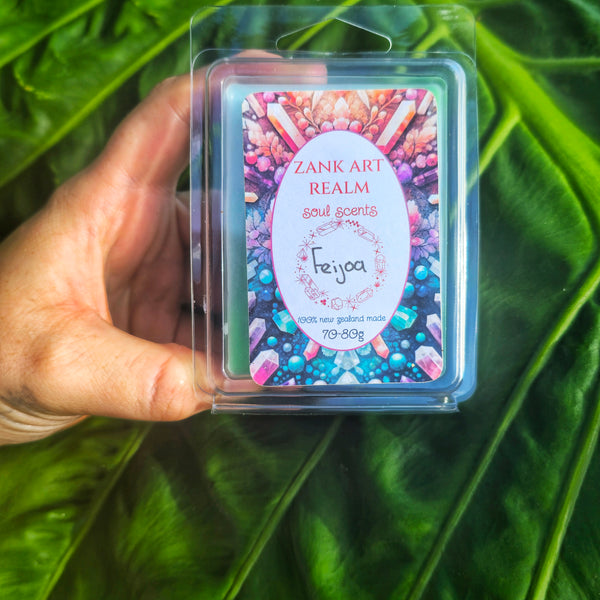 ZANK ART
REALM
soul scents
Feijoa
100% new zealand made
70-80g